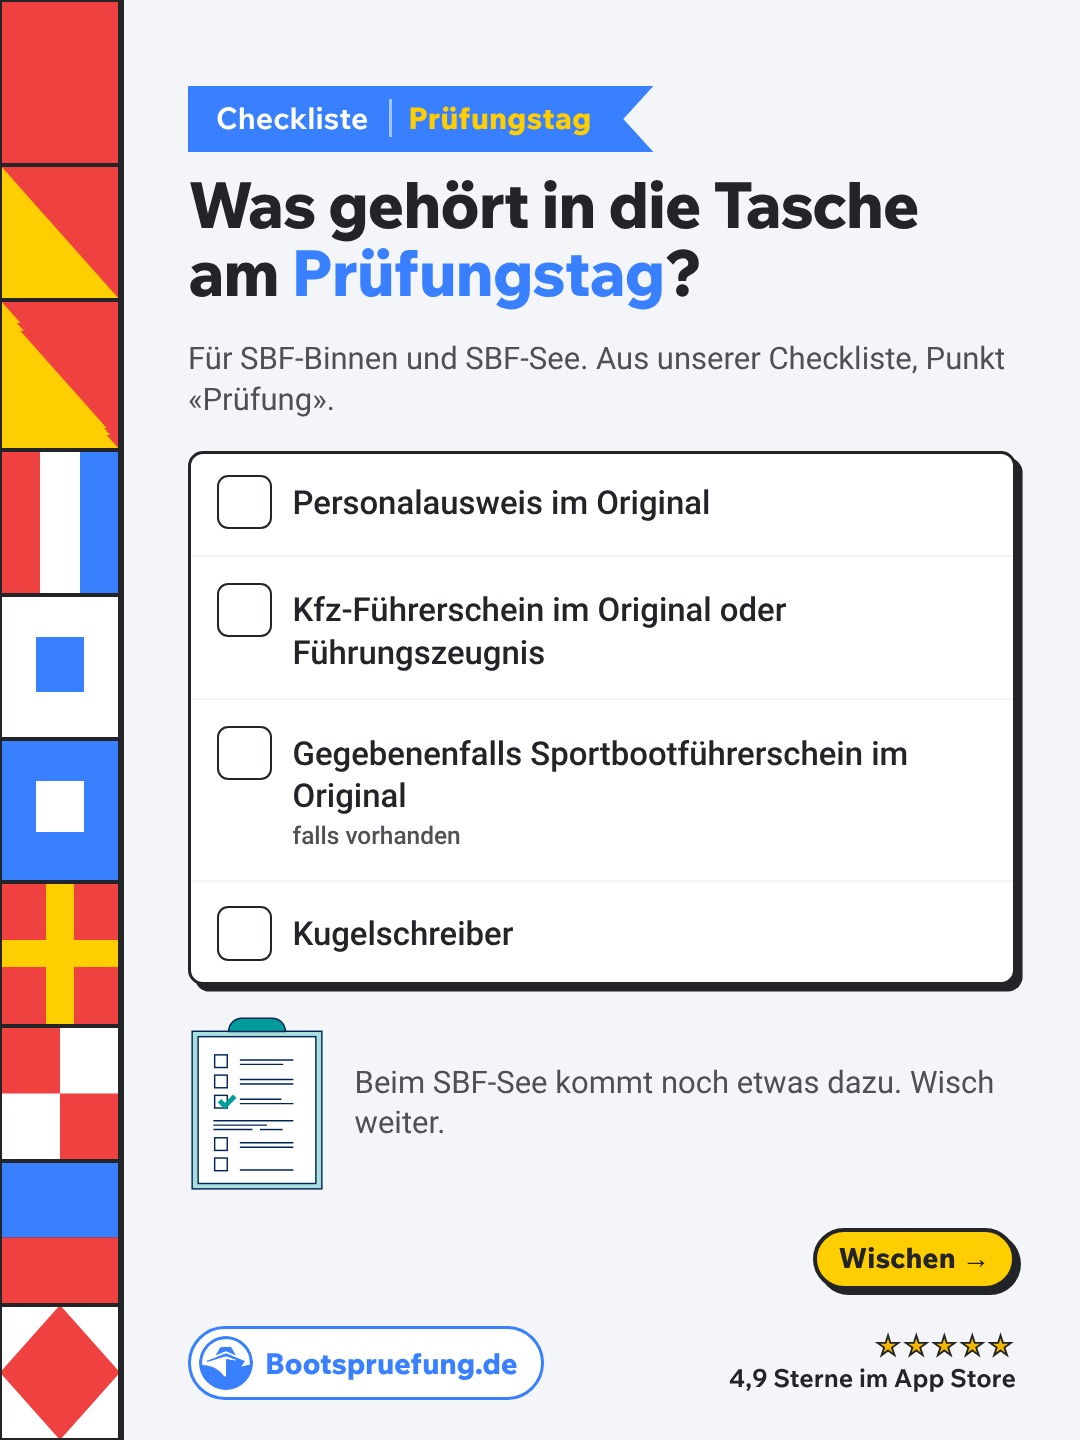 Checkliste | Prüfungstag
Was gehört in die Tasche
am Prüfungstag?
Für SBF-Binnen und SBF-See. Aus unserer Checkliste, Punkt
«Prüfung».
Personalausweis im Original
Kfz-Führerschein im Original oder
Führungszeugnis
Gegebenenfalls Sportbootführerschein im
Original
falls vorhanden
Kugelschreiber
Beim SBF-See kommt noch etwas dazu. Wisch
weiter.
Wischen →
Bootspruefung.de
★★★★★
4,9 Sterne im App Store